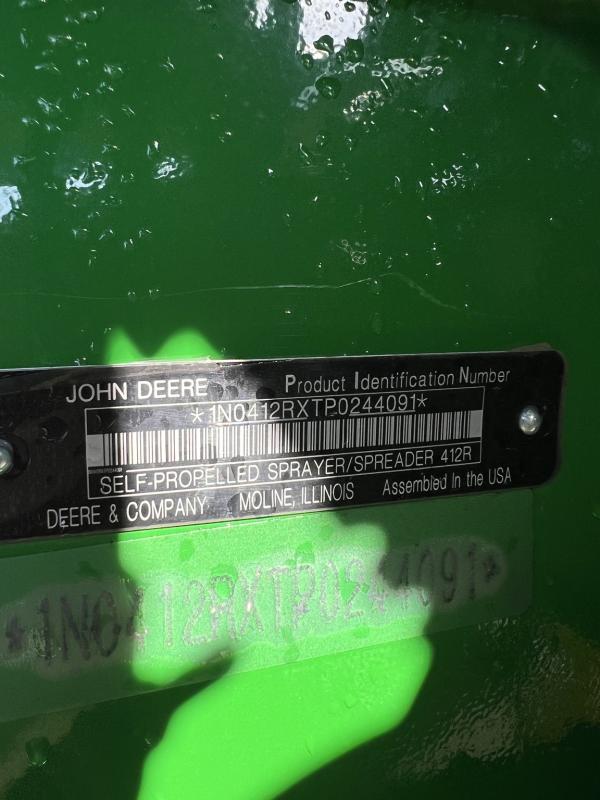 JOHN DEERE Product Identification Number
*1N0412RXTP0244091*
SELF-PROPELLED SPRAYER/SPREADER 412R
DEERE & COMPANY MOLINE, ILLINOIS Assembled In the USA
*1N0412RXTP0244091*